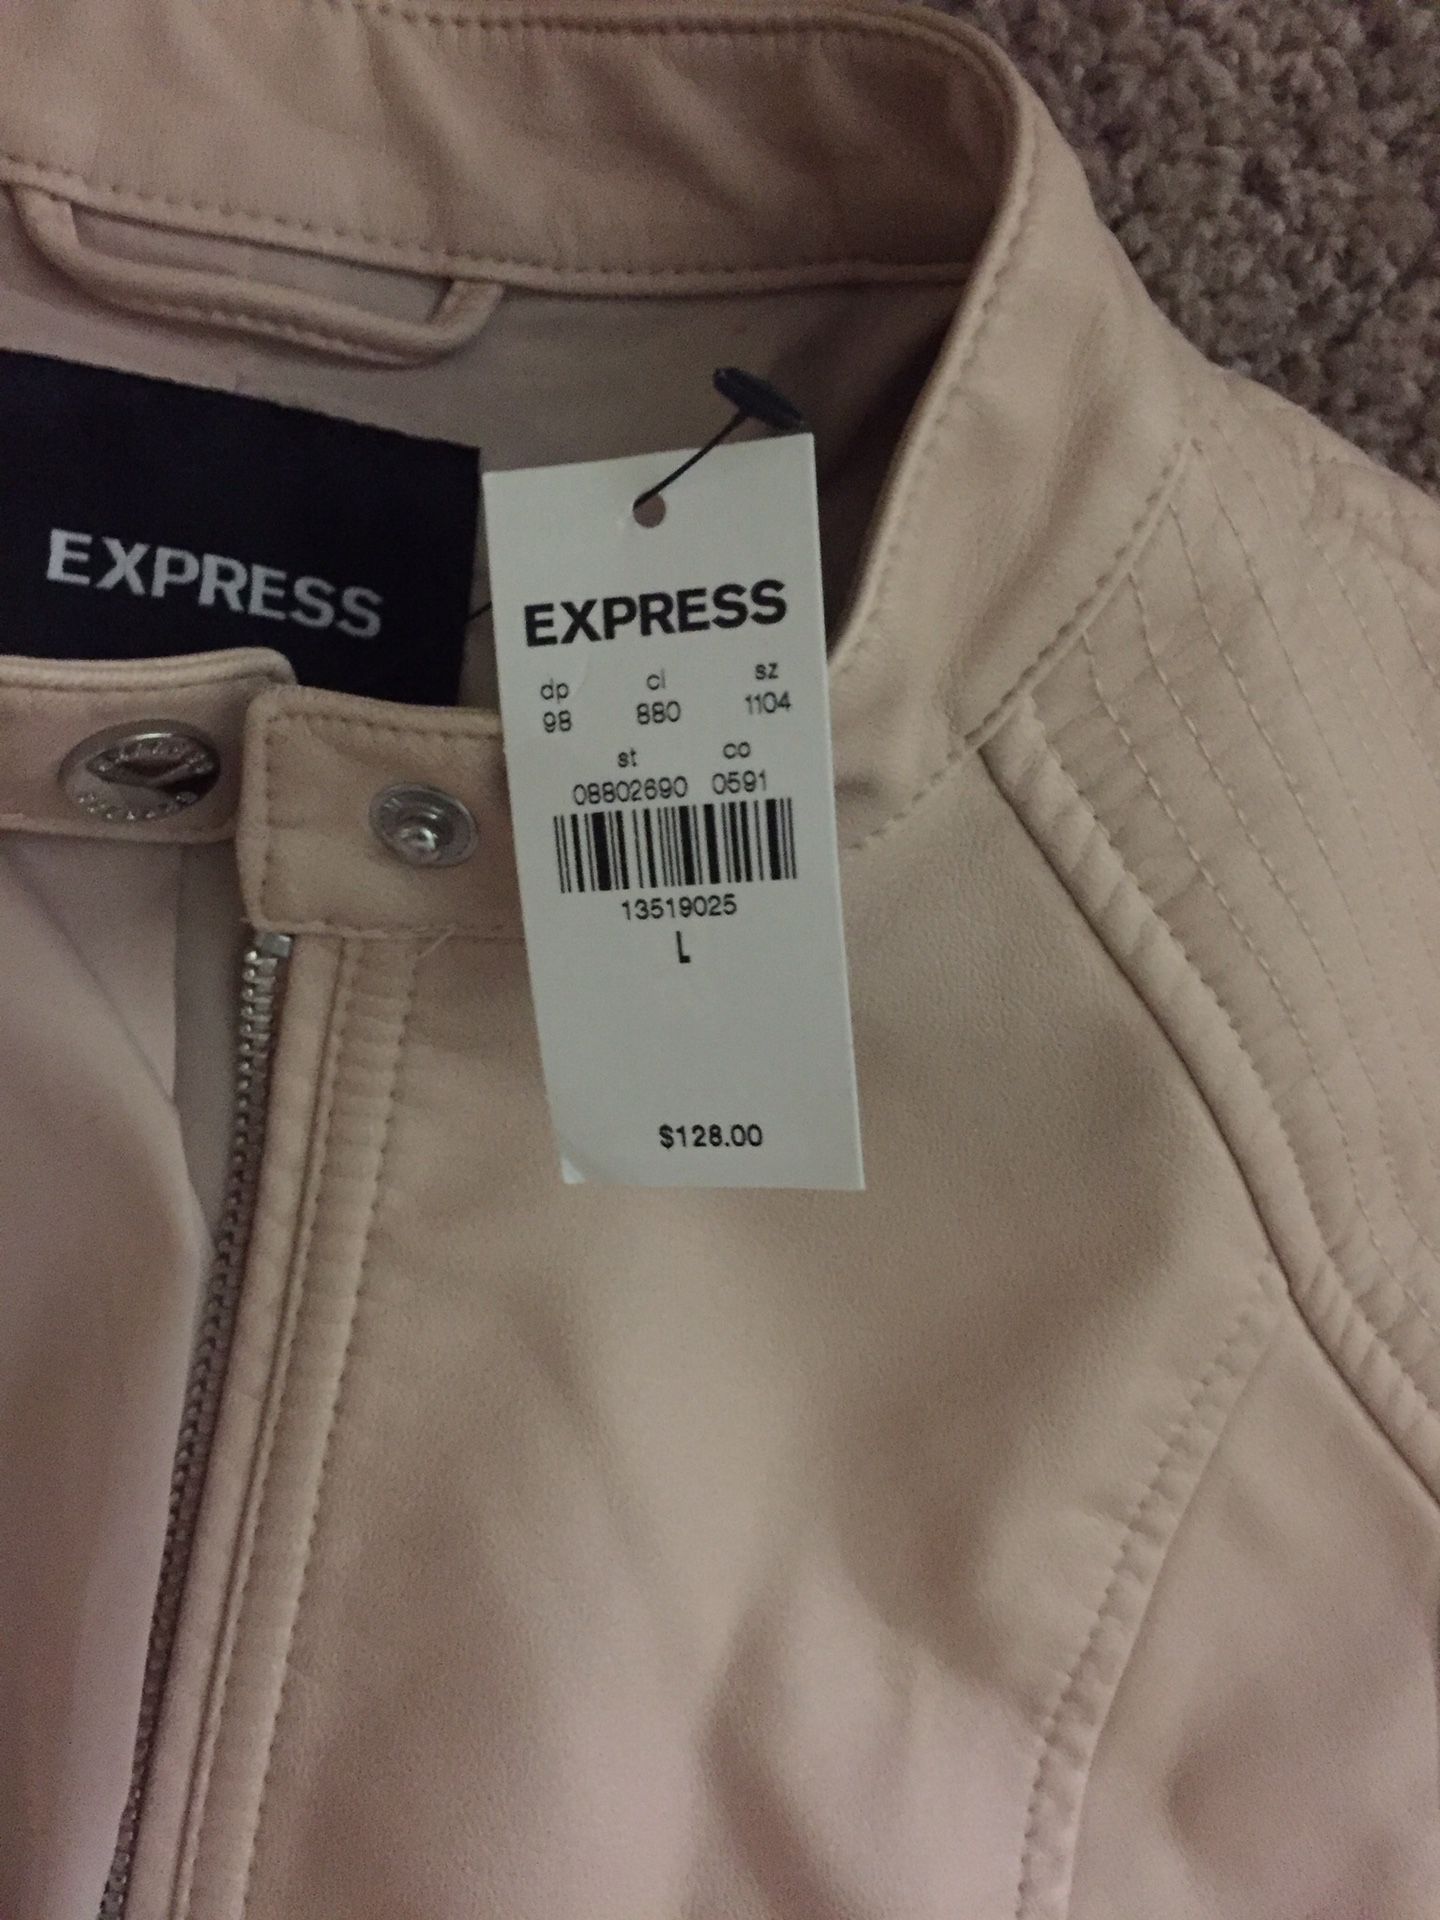 EXPRESS
EXPRESS
dp cl sz
98 880 1104
st co
08802690 0591
13519025
L
$128.00